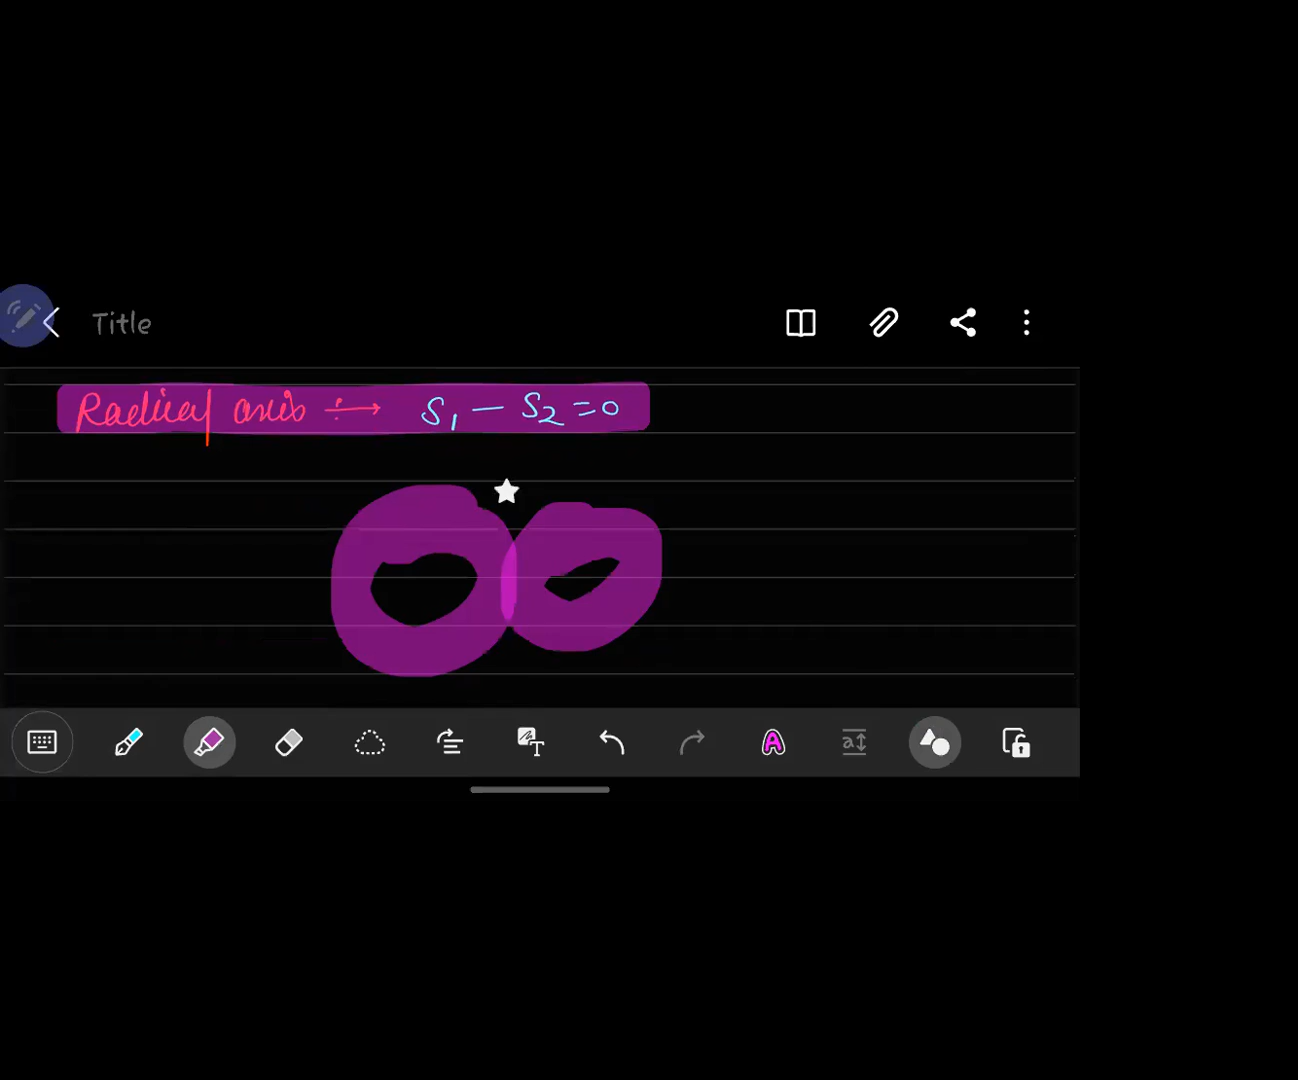 Title
Radical axis ÷→ S₁ − S₂ = 0